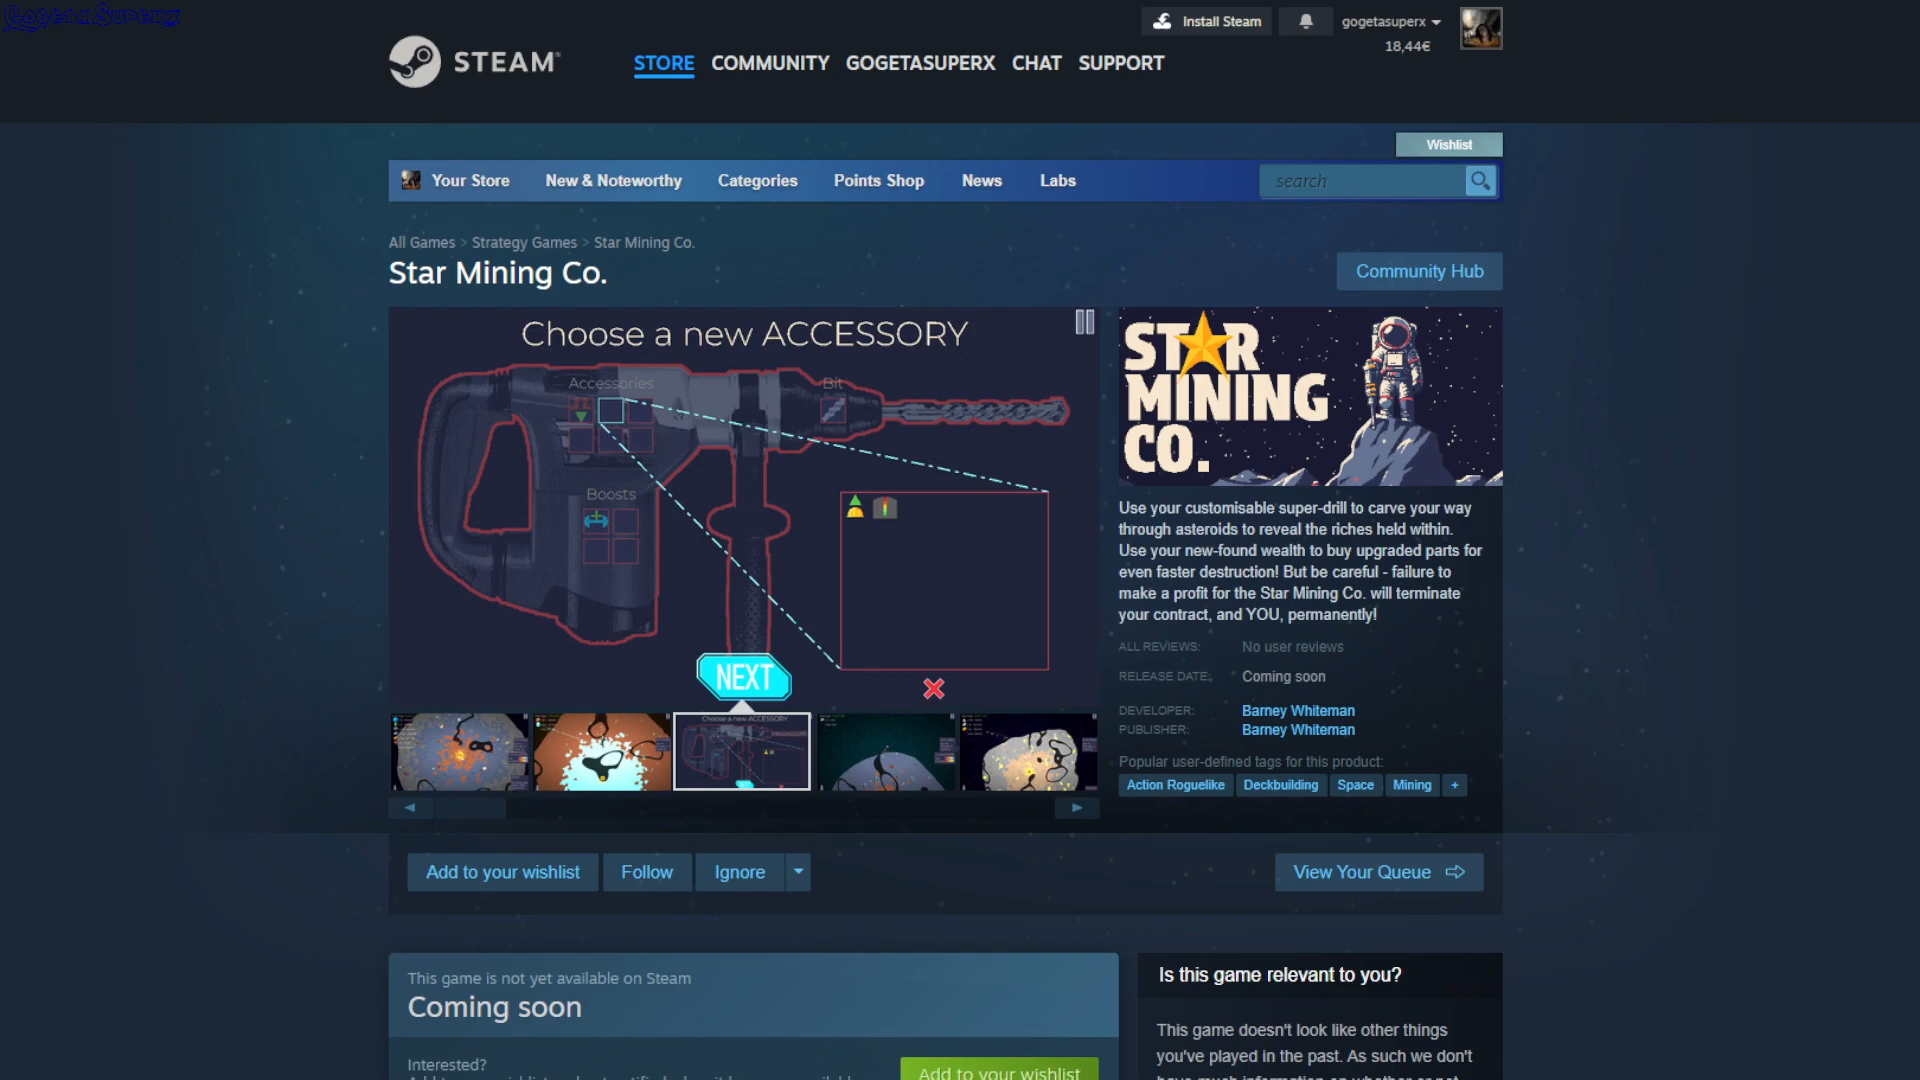 Gogeta Superx
Install Steam
gogetasuperx
18,44€
STEAM®
STORE COMMUNITY GOGETASUPERX CHAT SUPPORT
Wishlist
Your Store New & Noteworthy Categories Points Shop News Labs search
All Games > Strategy Games > Star Mining Co.
Star Mining Co.
Community Hub
Choose a new ACCESSORY
Accessories
Bit
Boosts
NEXT
Choose a new ACCESSORY
STAR
MINING
CO.
Use your customisable super-drill to carve your way
through asteroids to reveal the riches held within.
Use your new-found wealth to buy upgraded parts for
even faster destruction! But be careful - failure to
make a profit for the Star Mining Co. will terminate
your contract, and YOU, permanently!
ALL REVIEWS: No user reviews
RELEASE DATE: Coming soon
DEVELOPER: Barney Whiteman
PUBLISHER: Barney Whiteman
Popular user-defined tags for this product:
Action Roguelike Deckbuilding Space Mining +
Add to your wishlist Follow Ignore
View Your Queue
This game is not yet available on Steam
Coming soon
Interested?
Add to your wishlist
Is this game relevant to you?
This game doesn't look like other things
you've played in the past. As such we don't